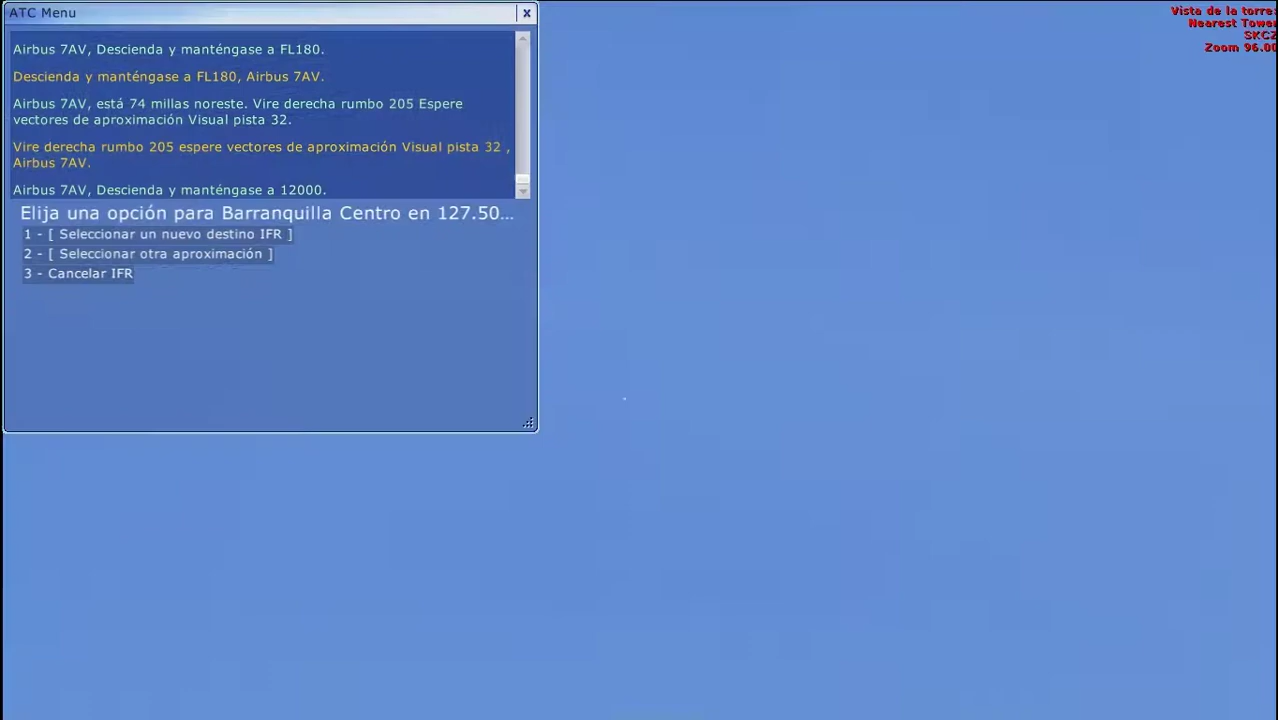 ATC Menu
x
Airbus 7AV, Descienda y manténgase a FL180.
Descienda y manténgase a FL180, Airbus 7AV.
Airbus 7AV, está 74 millas noreste. Vire derecha rumbo 205 Espere
vectores de aproximación Visual pista 32.
Vire derecha rumbo 205 espere vectores de aproximación Visual pista 32 ,
Airbus 7AV.
Airbus 7AV, Descienda y manténgase a 12000.
Elija una opción para Barranquilla Centro en 127.50...
1 - [ Seleccionar un nuevo destino IFR ]
2 - [ Seleccionar otra aproximación ]
3 - Cancelar IFR
Vista de la torre:
Nearest Tower
SKCZ
Zoom 96.00